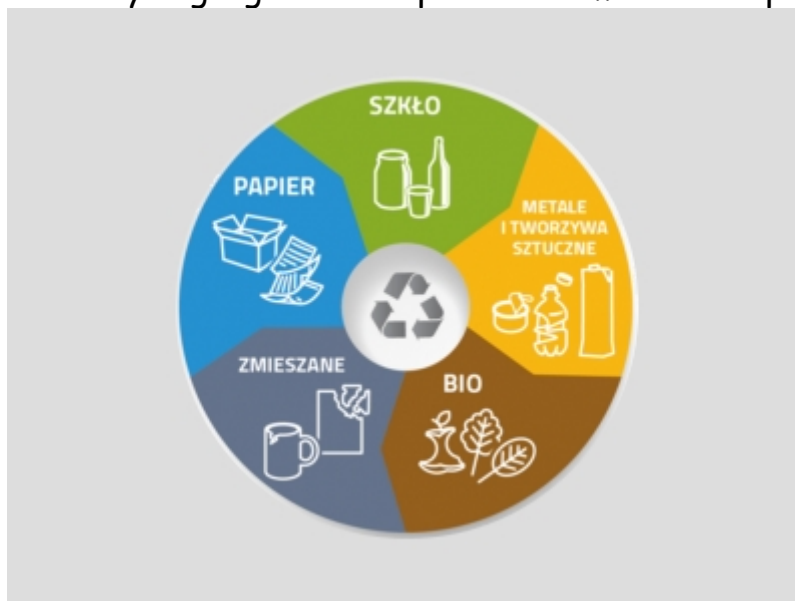 SZKŁO
PAPIER
METALE
I TWORZYWA
SZTUCZNE
ZMIESZANE
BIO